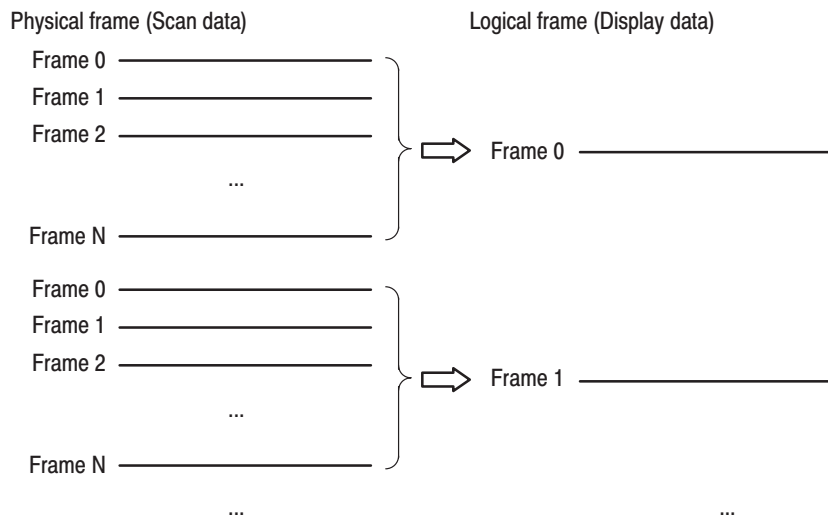 Physical frame (Scan data)
Logical frame (Display data)
Frame 0
Frame 1
Frame 2
...
Frame N
Frame 0
Frame 0
Frame 1
Frame 2
...
Frame N
Frame 1
...
...